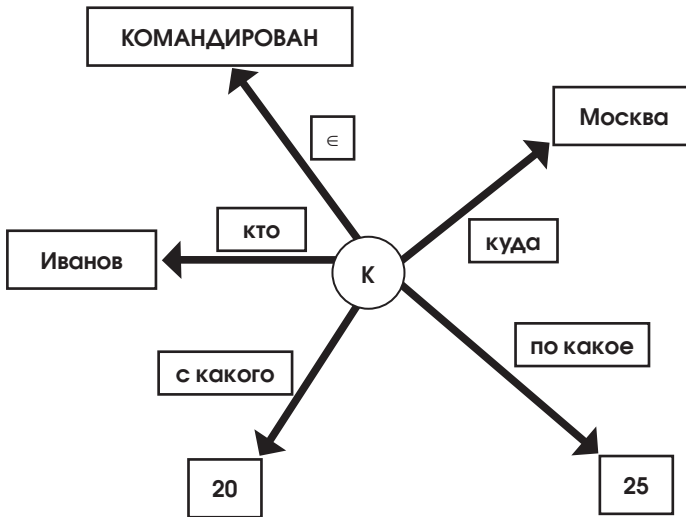 КОМАНДИРОВАН
Москва
∈
кто
куда
Иванов
К
по какое
с какого
20
25